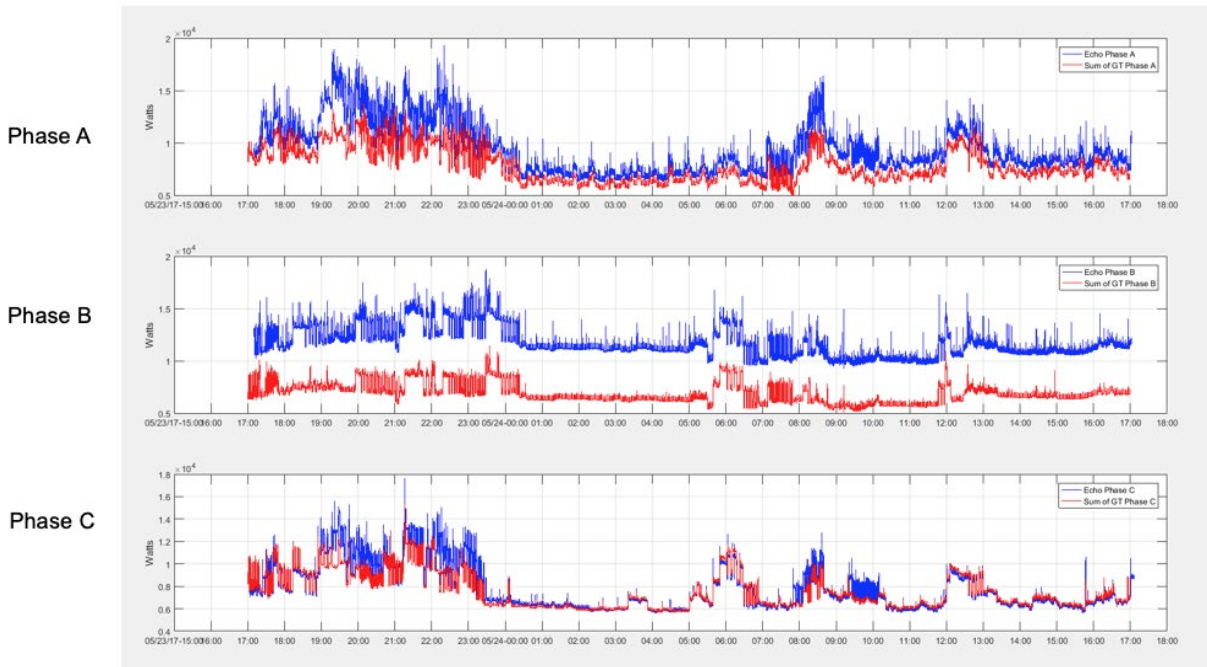 Phase A
×10⁴
2
1.5
1
0.5
Watts
Echo Phase A
Sum of GT Phase A
05/23/17-15:00 16:00 17:00 18:00 19:00 20:00 21:00 22:00 23:00 05/24-00:00 01:00 02:00 03:00 04:00 05:00 06:00 07:00 08:00 09:00 10:00 11:00 12:00 13:00 14:00 15:00 16:00 17:00 18:00
Phase B
×10⁴
2
1.5
1
0.5
Watts
Echo Phase B
Sum of GT Phase B
05/23/17-15:00 16:00 17:00 18:00 19:00 20:00 21:00 22:00 23:00 05/24-00:00 01:00 02:00 03:00 04:00 05:00 06:00 07:00 08:00 09:00 10:00 11:00 12:00 13:00 14:00 15:00 16:00 17:00 18:00
Phase C
×10⁴
1.8
1.6
1.4
1.2
1
0.8
0.6
0.4
Watts
Echo Phase C
Sum of GT Phase C
05/23/17-15:00 16:00 17:00 18:00 19:00 20:00 21:00 22:00 23:00 05/24-00:00 01:00 02:00 03:00 04:00 05:00 06:00 07:00 08:00 09:00 10:00 11:00 12:00 13:00 14:00 15:00 16:00 17:00 18:00